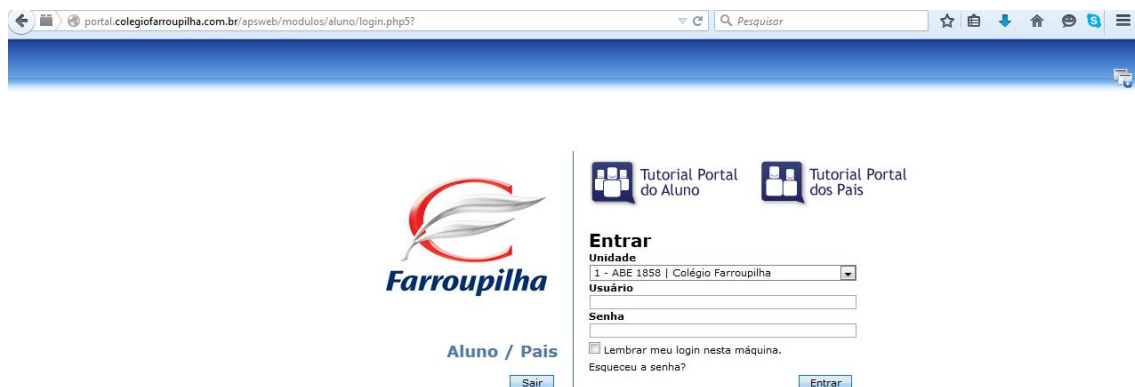 portal.colegiofarroupilha.com.br/apsweb/modulos/aluno/login.php5?
Pesquisar
Tutorial Portal
do Aluno
Tutorial Portal
dos Pais
Farroupilha
Aluno / Pais
Sair
Entrar
Unidade
1 - ABE 1858 | Colégio Farroupilha
Usuário
Senha
Lembrar meu login nesta máquina.
Esqueceu a senha?
Entrar